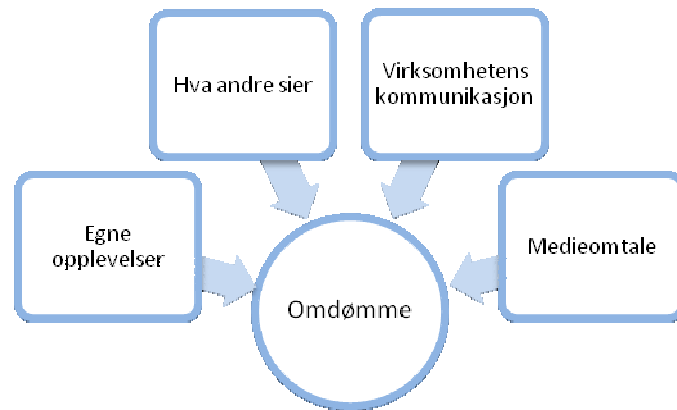 Hva andre sier
Virksomhetens
kommunikasjon
Egne
opplevelser
Medieomtale
Omdømme